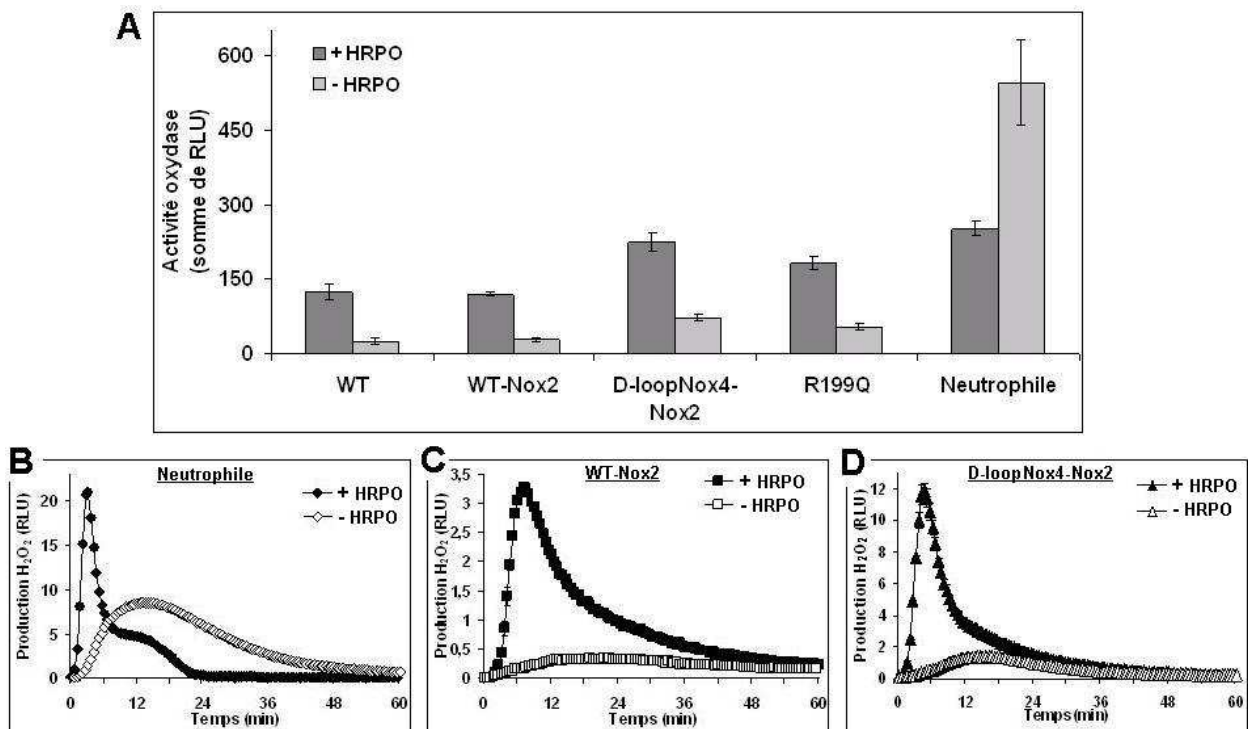 A
Activité oxydase
(somme de RLU)
600
450
300
150
0
+ HRPO
- HRPO
WT
WT-Nox2
D-loopNox4-
Nox2
R199Q
Neutrophile
B
Neutrophile
Production H₂O₂ (RLU)
20
15
10
5
0
+ HRPO
- HRPO
0 12 24 36 48 60
Temps (min)
C
WT-Nox2
Production H₂O₂ (RLU)
3,5
3
2,5
2
1,5
1
0,5
0
+ HRPO
- HRPO
0 12 24 36 48 60
Temps (min)
D
D-loopNox4-Nox2
Production H₂O₂ (RLU)
12
10
8
6
4
2
0
+ HRPO
- HRPO
0 12 24 36 48 60
Temps (min)